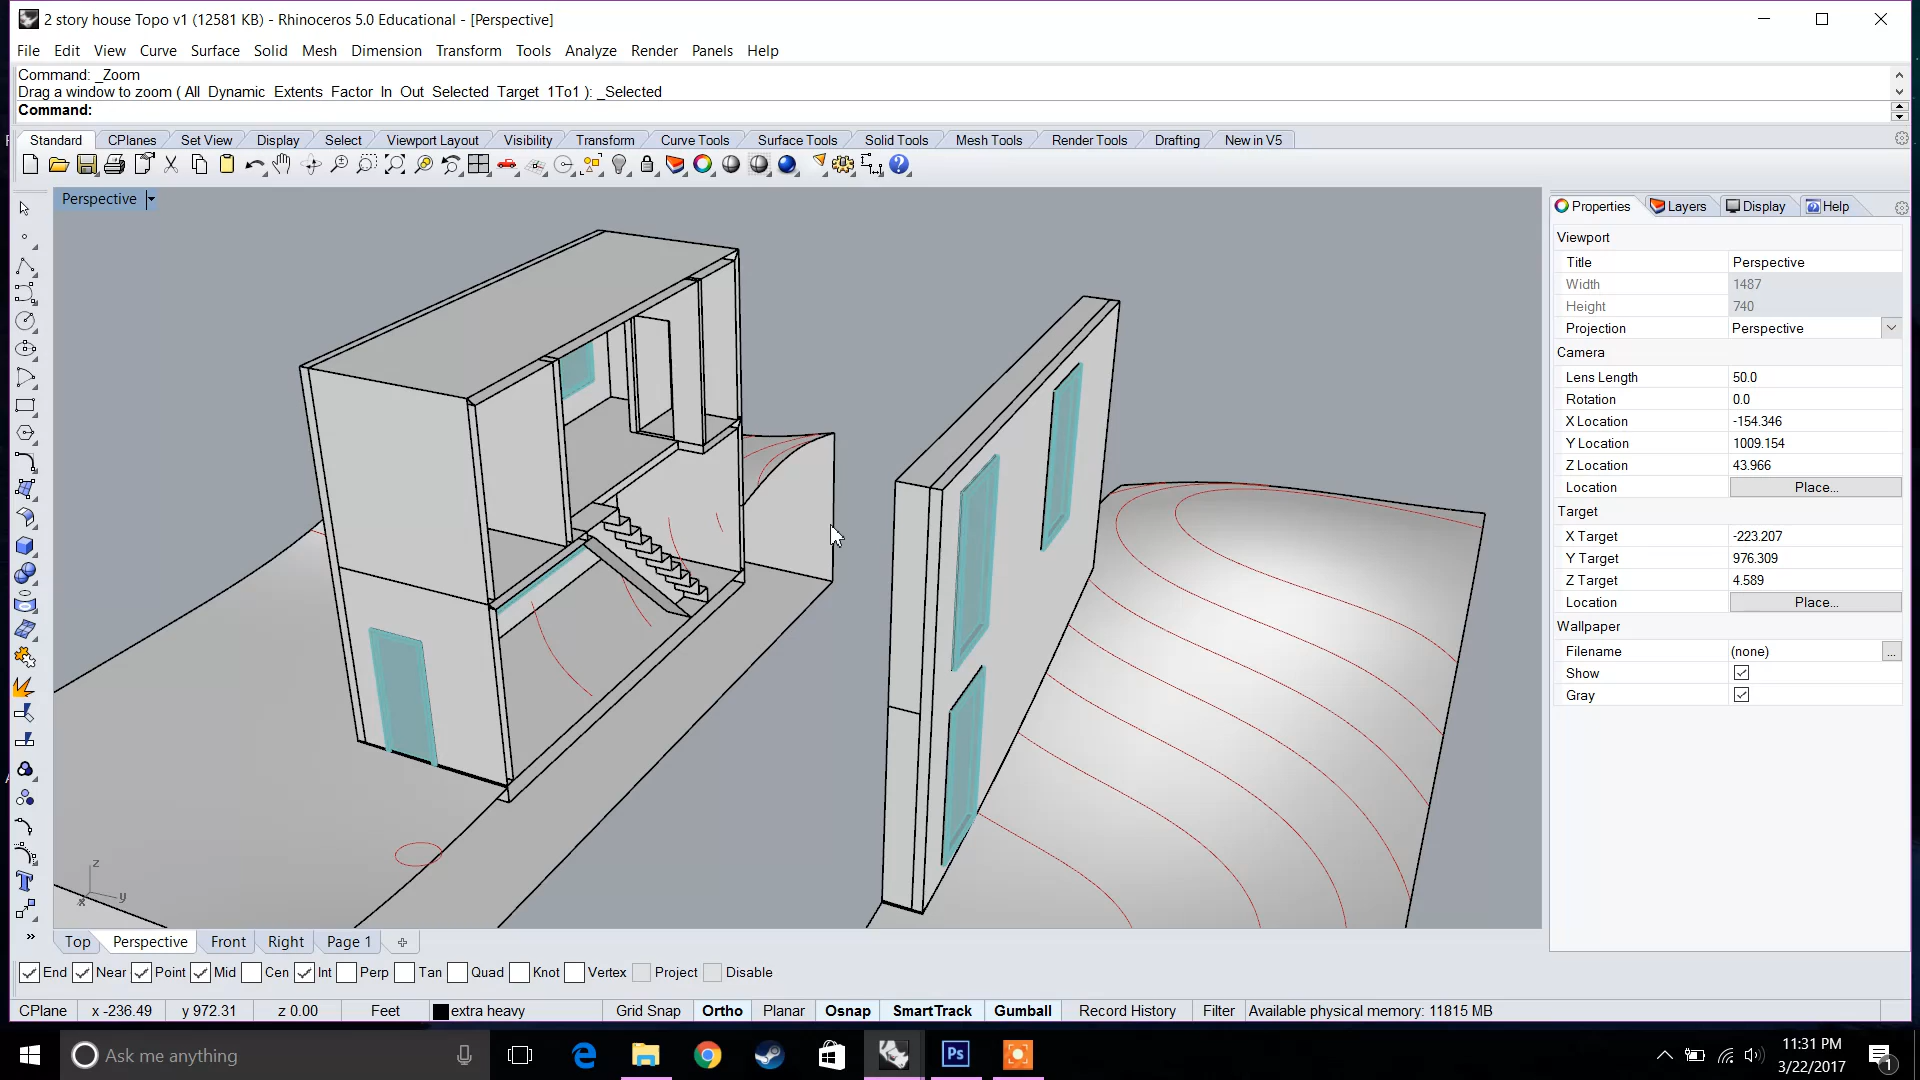 2 story house Topo v1 (12581 KB) - Rhinoceros 5.0 Educational - [Perspective]
File Edit View Curve Surface Solid Mesh Dimension Transform Tools Analyze Render Panels Help
Command: _Zoom
Drag a window to zoom ( All Dynamic Extents Factor In Out Selected Target 1To1 ): _Selected
Command:
Standard CPlanes Set View Display Select Viewport Layout Visibility Transform Curve Tools Surface Tools Solid Tools Mesh Tools Render Tools Drafting New in V5
Perspective
Properties Layers Display Help
Viewport
Title Perspective
Width 1487
Height 740
Projection Perspective
Camera
Lens Length 50.0
Rotation 0.0
X Location -154.346
Y Location 1009.154
Z Location 43.966
Location Place...
Target
X Target -223.207
Y Target 976.309
Z Target 4.589
Location Place...
Wallpaper
Filename (none) ...
Show
Gray
z
y
x
Top Perspective Front Right Page 1
End Near Point Mid Cen Int Perp Tan Quad Knot Vertex Project Disable
CPlane x -236.49 y 972.31 z 0.00 Feet extra heavy Grid Snap Ortho Planar Osnap SmartTrack Gumball Record History Filter Available physical memory: 11815 MB
Ask me anything
Ps
11:31 PM
3/22/2017
1